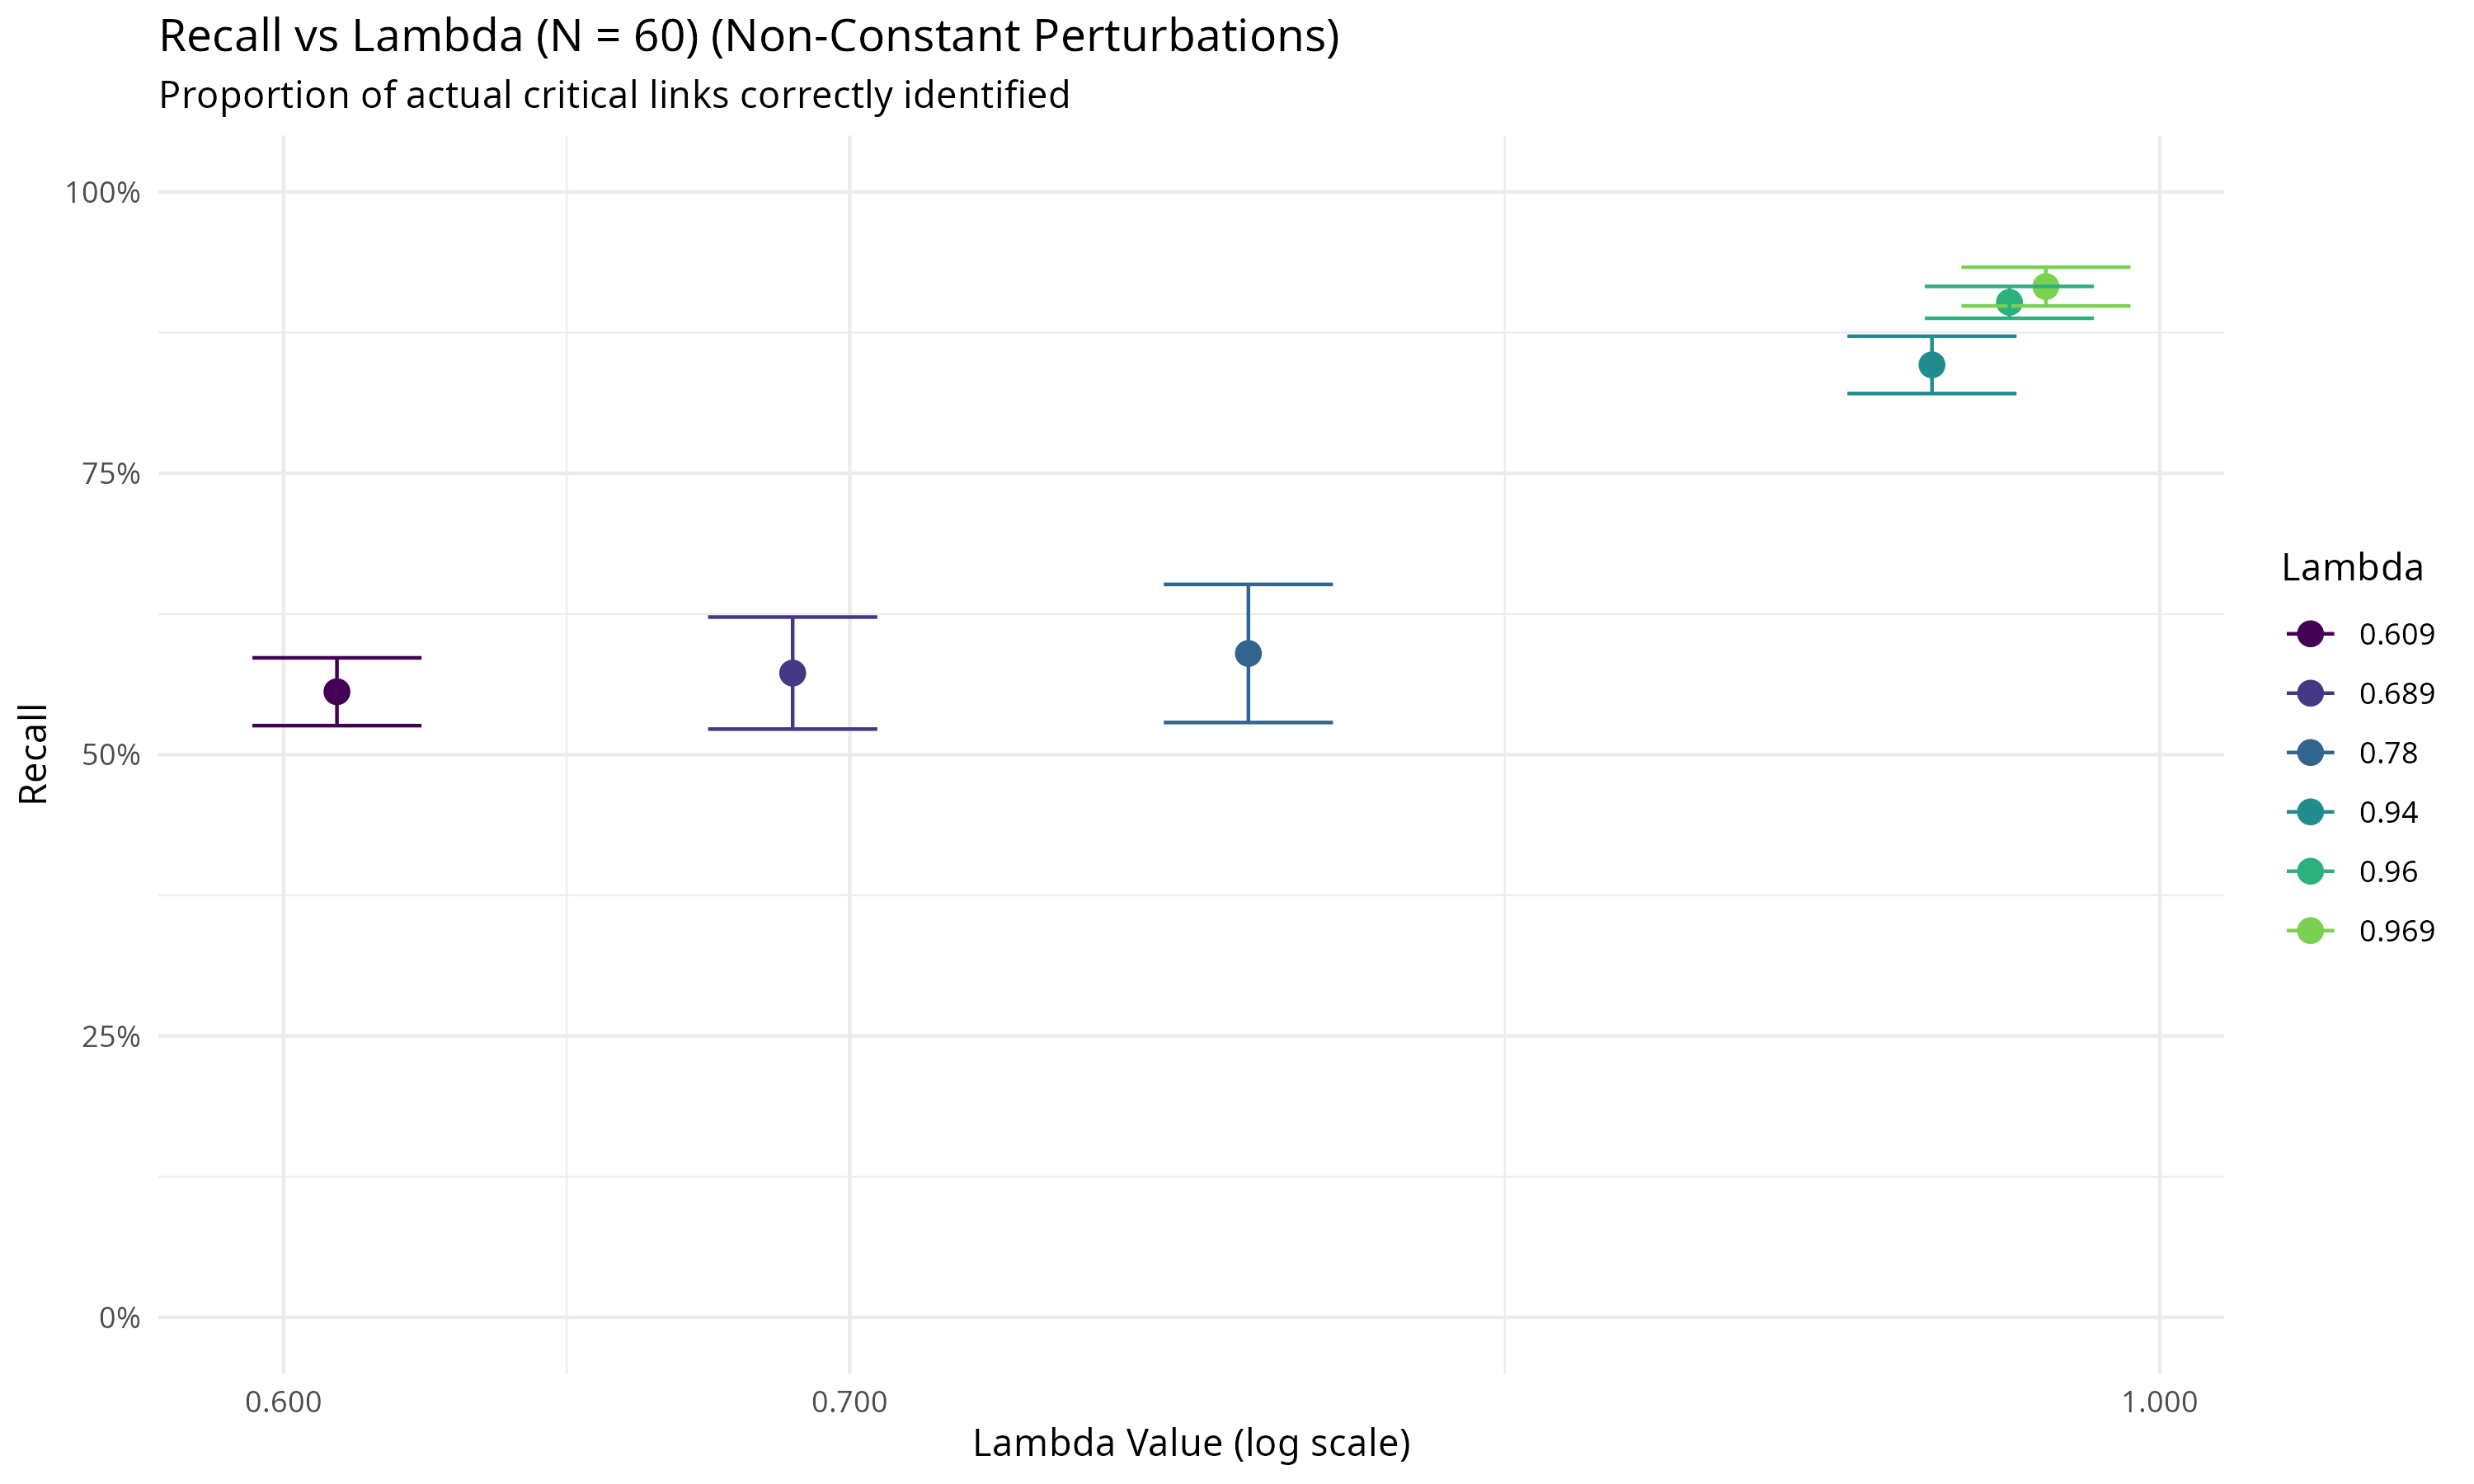 Recall vs Lambda (N = 60) (Non-Constant Perturbations)
Proportion of actual critical links correctly identified
100%
75%
50%
25%
0%
Recall
0.600
0.700
1.000
Lambda Value (log scale)
Lambda
0.609
0.689
0.78
0.94
0.96
0.969